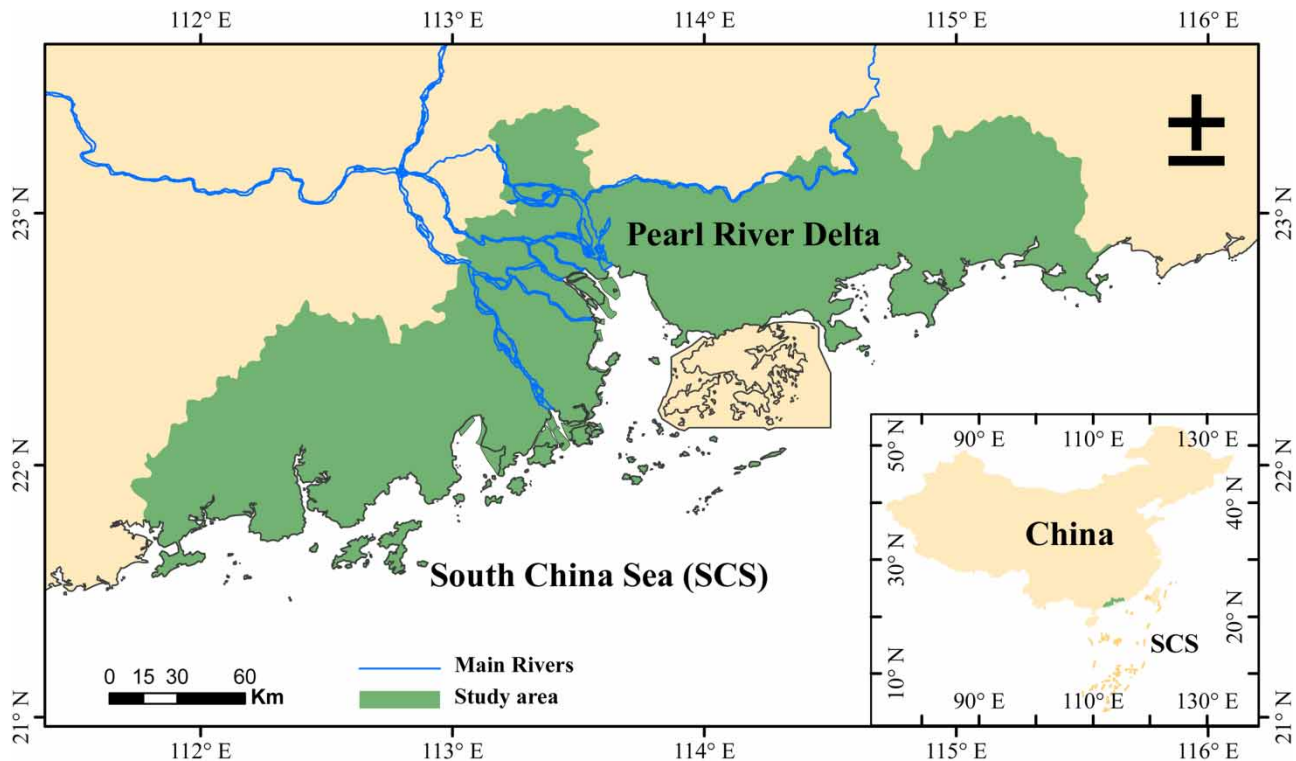 112° E 113° E 114° E 115° E 116° E
23° N
22° N
21° N
Pearl River Delta
South China Sea (SCS)
0 15 30 60
Km
Main Rivers
Study area
90° E 110° E 130° E
50° N
30° N
10° N
China
SCS
40° N
20° N
90° E 110° E 130° E
23° N
22° N
21° N
112° E 113° E 114° E 115° E 116° E